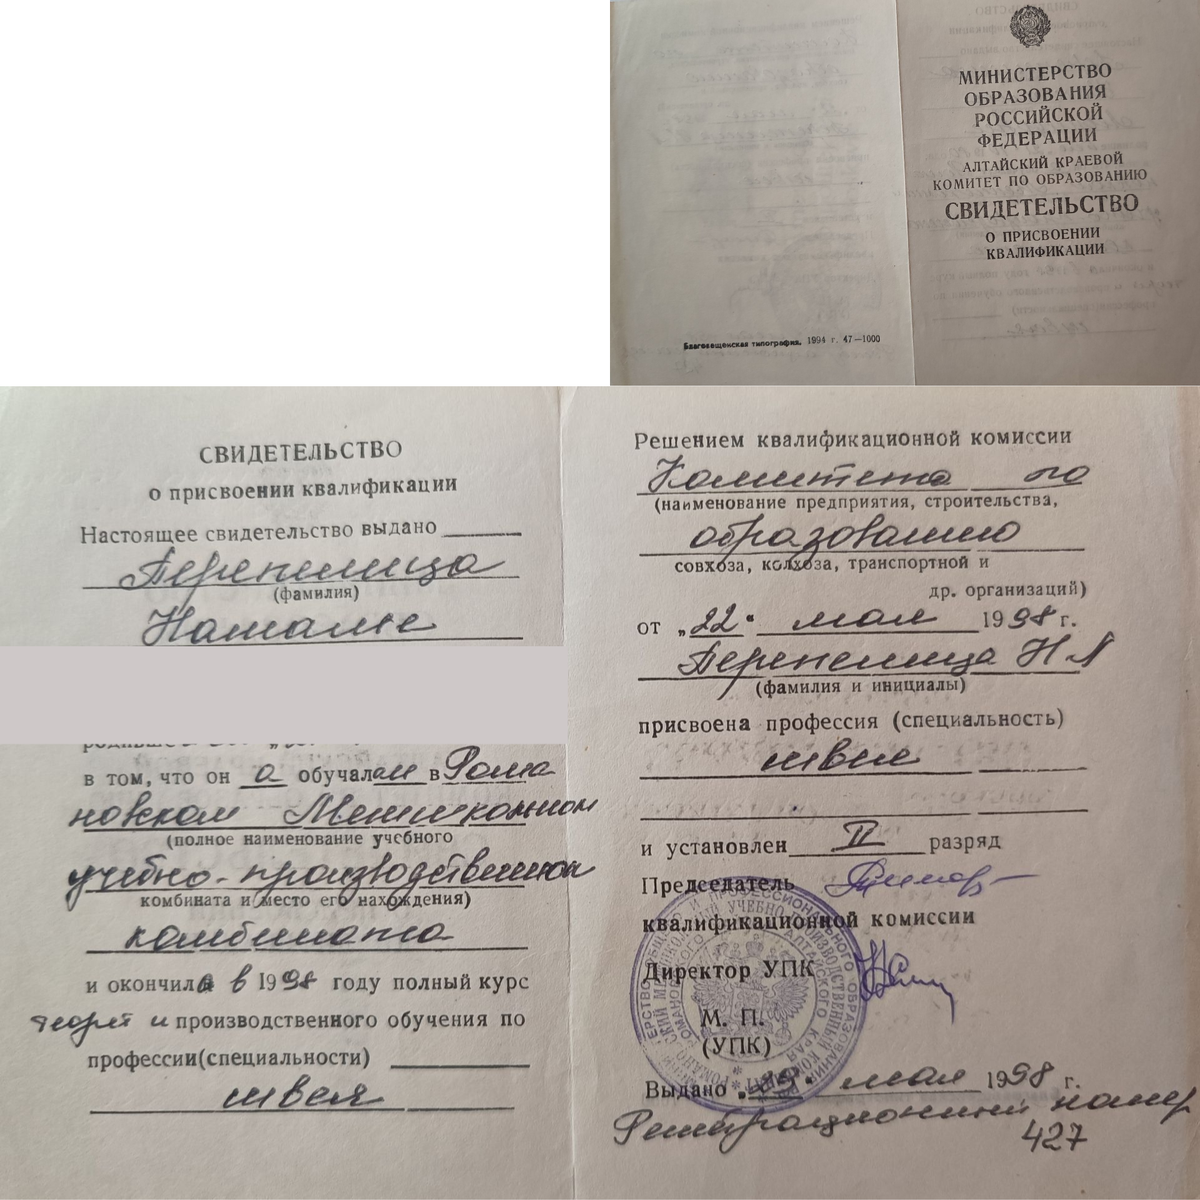 МИНИСТЕРСТВО
ОБРАЗОВАНИЯ
РОССИЙСКОЙ
ФЕДЕРАЦИИ
АЛТАЙСКИЙ КРАЕВОЙ
КОМИТЕТ ПО ОБРАЗОВАНИЮ
СВИДЕТЕЛЬСТВО
О ПРИСВОЕНИИ
КВАЛИФИКАЦИИ
Благовещенская типография. 1994 г. 47—1000
СВИДЕТЕЛЬСТВО
о присвоении квалификации
Настоящее свидетельство выдано
Перепелица
(фамилия)
Наталье
в том, что он а обучалась в Рома
новском Межшкольном
(полное наименование учебного
учебно-производственном
комбината и место его нахождения)
комбината
и окончила в 1998 году полный курс
теорет и производственного обучения по
профессии(специальности)
швея
Решением квалификационной комиссии
Комитета по
(наименование предприятия, строительства,
образованию
совхоза, колхоза, транспортной и
др. организаций)
от „22" мая 1998 г.
Перепелица Н Л
(фамилия и инициалы)
присвоена профессия (специальность)
швея
и установлен II разряд
Председатель
квалификационной комиссии
Директор УПК
М. П.
(УПК)
Выдано „29" мая 1998 г.
Регистрационный номер
427